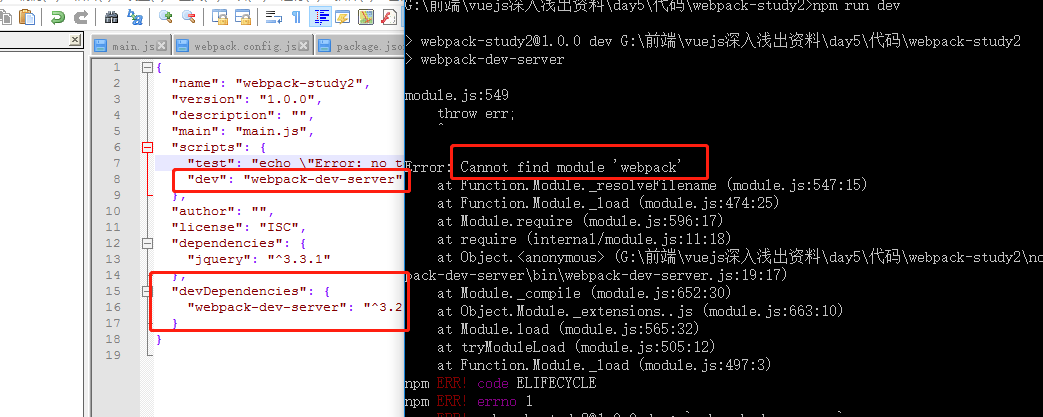 main.js
webpack.config.js
package.json
1 {
2 "name": "webpack-study2",
3 "version": "1.0.0",
4 "description": "",
5 "main": "main.js",
6 "scripts": {
7 "test": "echo \"Error: no t
8 "dev": "webpack-dev-server"
9 },
10 "author": "",
11 "license": "ISC",
12 "dependencies": {
13 "jquery": "^3.3.1"
14 },
15 "devDependencies": {
16 "webpack-dev-server": "^3.2
17 }
18 }
19
G:\前端\vuejs深入浅出资料\day5\代码\webpack-study2>npm run dev
> webpack-study2@1.0.0 dev G:\前端\vuejs深入浅出资料\day5\代码\webpack-study2
> webpack-dev-server
module.js:549
throw err;
^
Error: Cannot find module 'webpack'
at Function.Module._resolveFilename (module.js:547:15)
at Function.Module._load (module.js:474:25)
at Module.require (module.js:596:17)
at require (internal/module.js:11:18)
at Object.<anonymous> (G:\前端\vuejs深入浅出资料\day5\代码\webpack-study2\no
pack-dev-server\bin\webpack-dev-server.js:19:17)
at Module._compile (module.js:652:30)
at Object.Module._extensions..js (module.js:663:10)
at Module.load (module.js:565:32)
at tryModuleLoad (module.js:505:12)
at Function.Module._load (module.js:497:3)
npm ERR! code ELIFECYCLE
npm ERR! errno 1